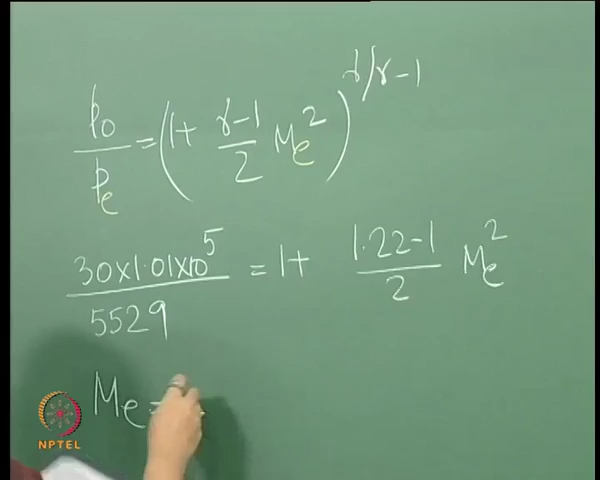 p₀/pₑ = (1 + (γ-1)/2 Mₑ²)^(γ/γ-1)
30×1.01×10⁵/5529 = 1 + (1.22-1)/2 Mₑ²
Mₑ =
NPTEL